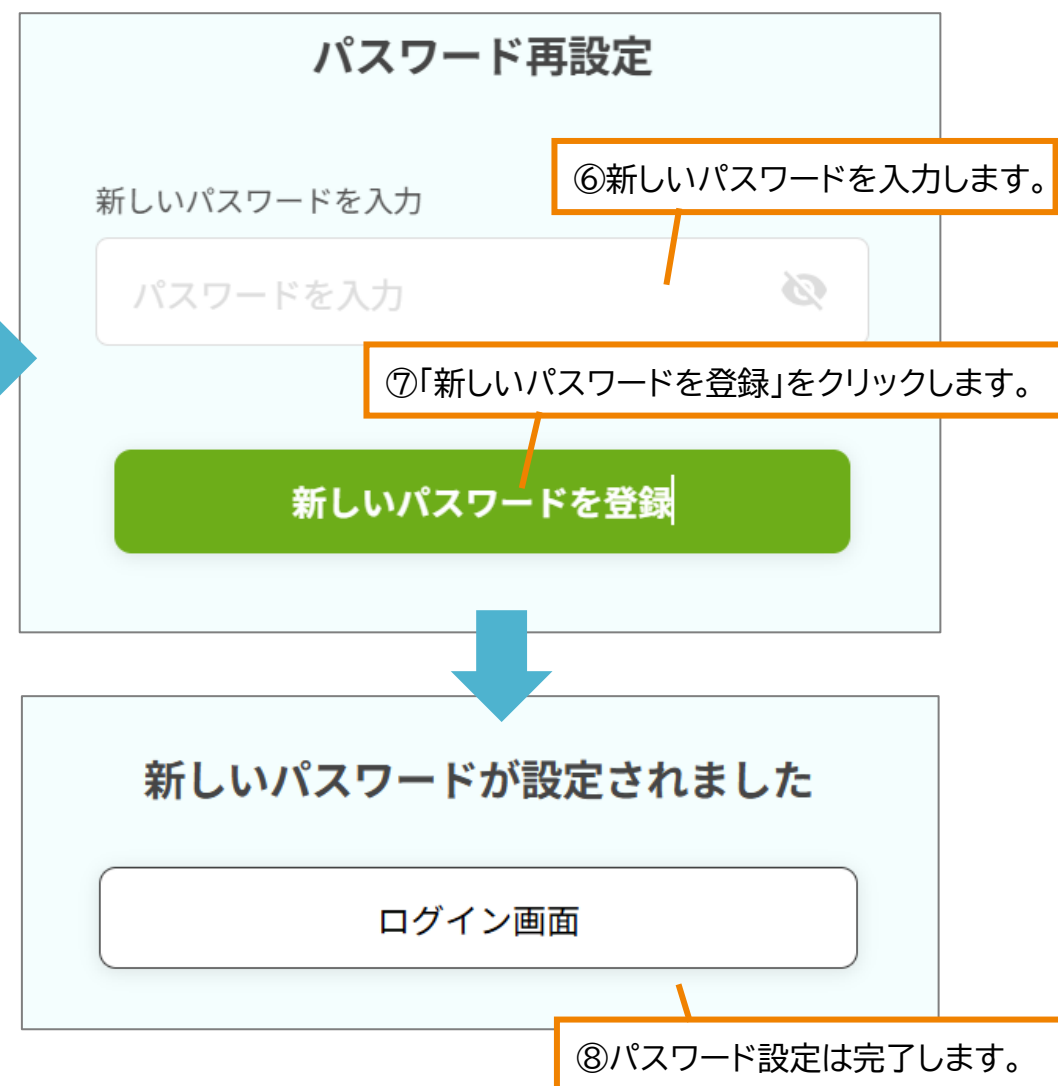 パスワード再設定
⑥新しいパスワードを入力します。
新しいパスワードを入力
パスワードを入力
⑦「新しいパスワードを登録」をクリックします。
新しいパスワードを登録
新しいパスワードが設定されました
ログイン画面
⑧パスワード設定は完了します。